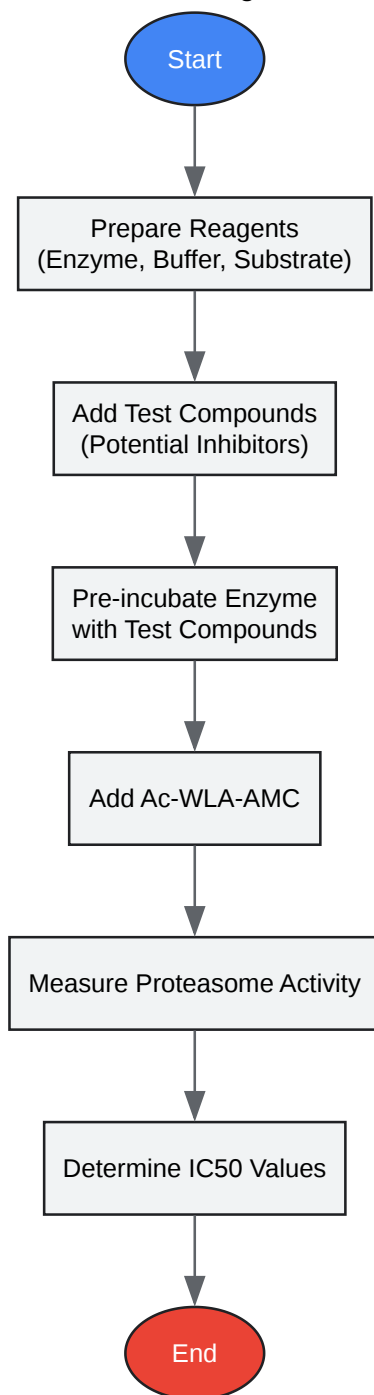 Start
Prepare Reagents
(Enzyme, Buffer, Substrate)
Add Test Compounds
(Potential Inhibitors)
Pre-incubate Enzyme
with Test Compounds
Add Ac-WLA-AMC
Measure Proteasome Activity
Determine IC50 Values
End